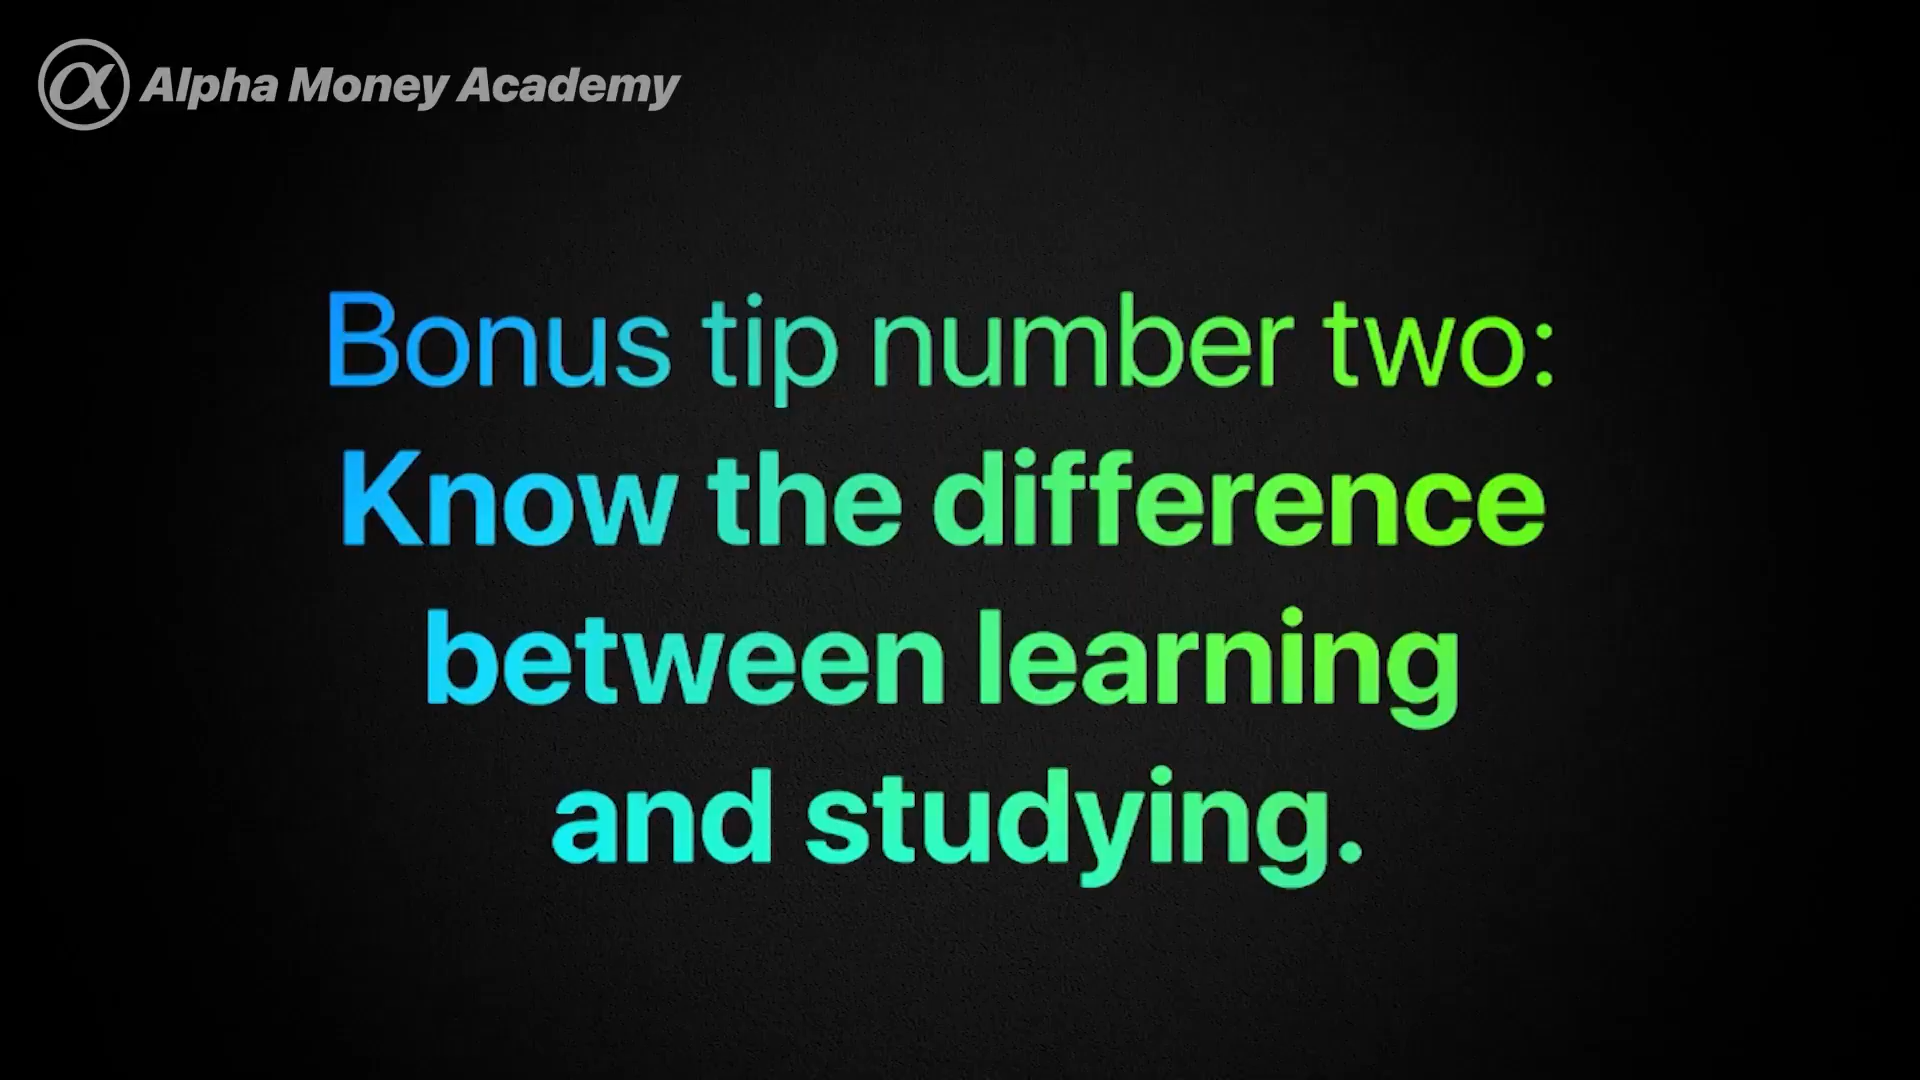 Alpha Money Academy
Bonus tip number two:
Know the difference
between learning
and studying.